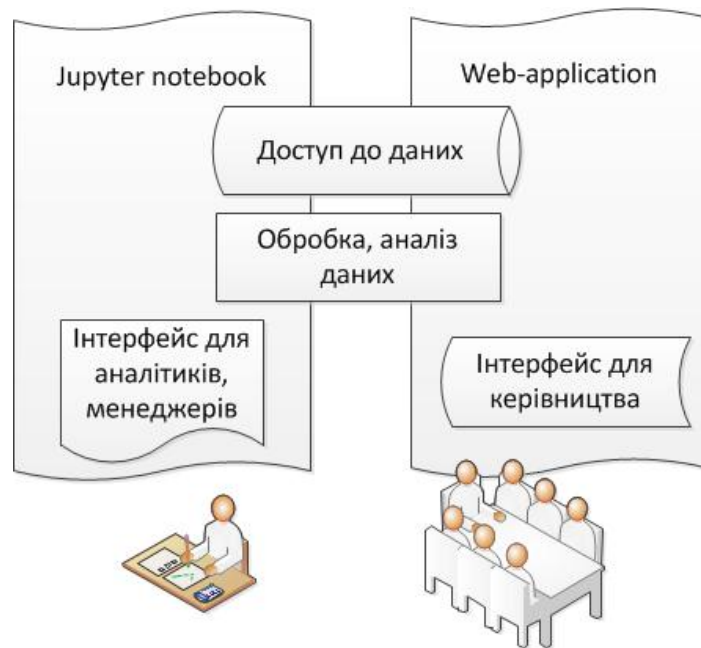 Jupyter notebook
Web-application
Доступ до даних
Обробка, аналіз
даних
Інтерфейс для
аналітиків,
менеджерів
Інтерфейс для
керівництва